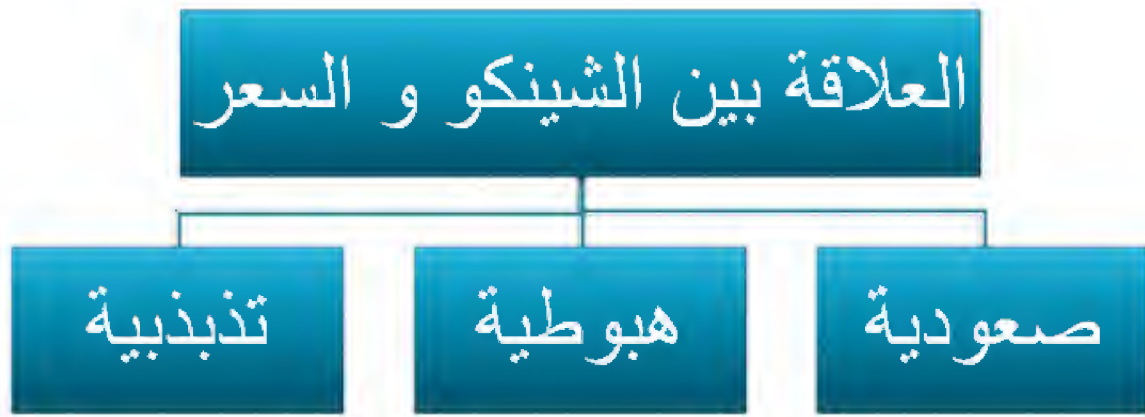 العلاقة بين الشينكو و السعر
صعودية
هبوطية
تذبذبية